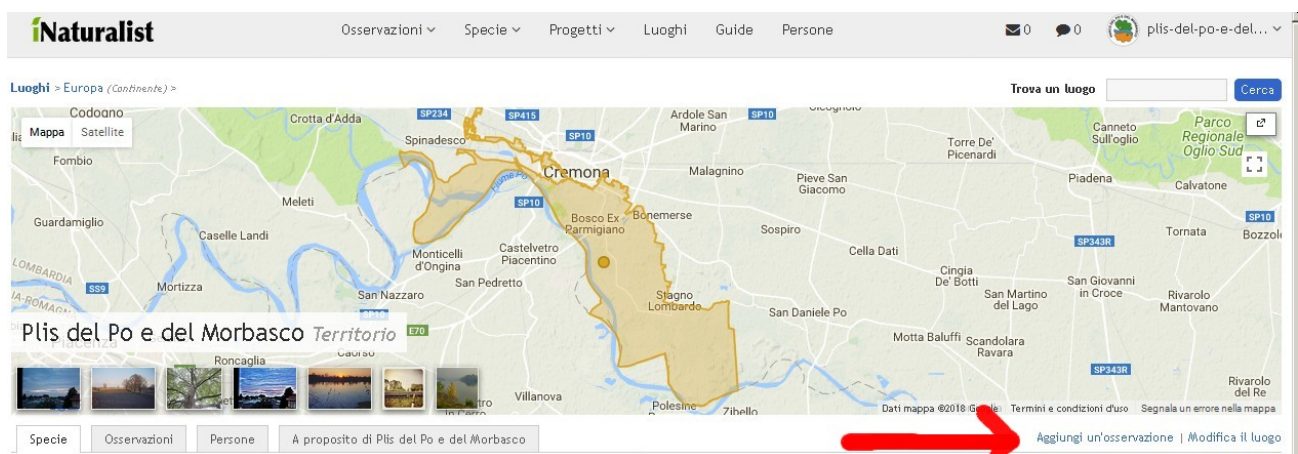 iNaturalist
Osservazioni Specie Progetti Luoghi Guide Persone
0 0 plis-del-po-e-del...
Luoghi > Europa (Continente) >
Trova un luogo Cerca
Mappa Satellite
Codogno
Crotta d'Adda
SP234
SP415
SP10
Ardole San Marino
SP10
Canneto Sull'oglio
Parco Regionale Oglio Sud
Fombio
Spinadesco
Torre De' Picenardi
Cremona
Malagnino
Pieve San Giacomo
Piadena
Calvatone
Meleti
Fiume Po
SP10
Guardamiglio
Caselle Landi
Bosco Ex Parmigiano
Bonemerse
Sospiro
SP10
Tornata
Bozzolo
SP343R
Monticelli d'Ongina
Castelvetro Piacentino
Cella Dati
LOMBARDIA
SS9
Mortizza
San Pedretto
Cingia De' Botti
San Giovanni in Croce
San Nazzaro
Stagno Lombardo
San Martino del Lago
Rivarolo Mantovano
SP10
San Daniele Po
Plis del Po e del Morbasco Territorio
E70
Motta Baluffi
Scandolara Ravara
Piacenza
Roncaglia
Caorso
SP343R
Rivarolo del Re
Villanova
Polesine
Zibello
Dati mappa ©2018 Google Termini e condizioni d'uso Segnala un errore nella mappa
Specie Osservazioni Persone A proposito di Plis del Po e del Morbasco
Aggiungi un'osservazione | Modifica il luogo